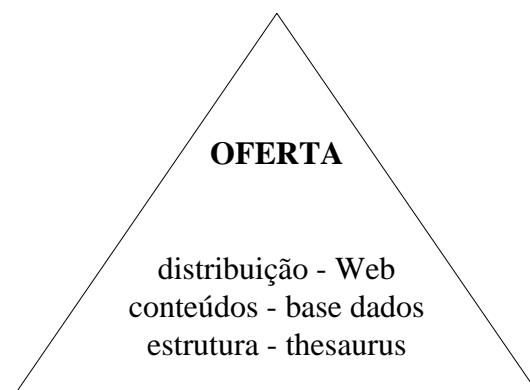 OFERTA
distribuição - Web
conteúdos - base dados
estrutura - thesaurus